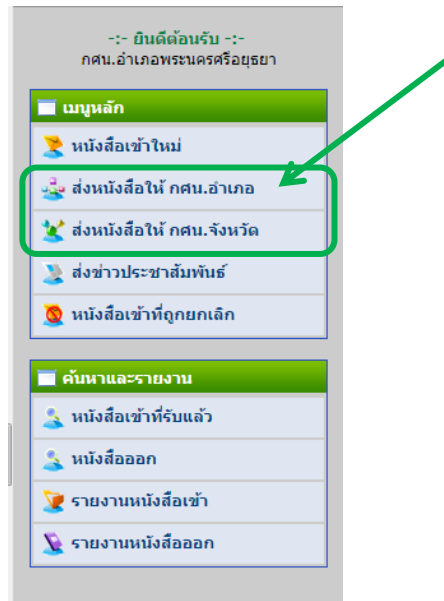 -:- ยินดีต้อนรับ -:-
กศน.อำเภอพระนครศรีอยุธยา
เมนูหลัก
หนังสือเข้าใหม่
ส่งหนังสือให้ กศน.อำเภอ
ส่งหนังสือให้ กศน.จังหวัด
ส่งข่าวประชาสัมพันธ์
หนังสือเข้าที่ถูกยกเลิก
ค้นหาและรายงาน
หนังสือเข้าที่รับแล้ว
หนังสือออก
รายงานหนังสือเข้า
รายงานหนังสือออก